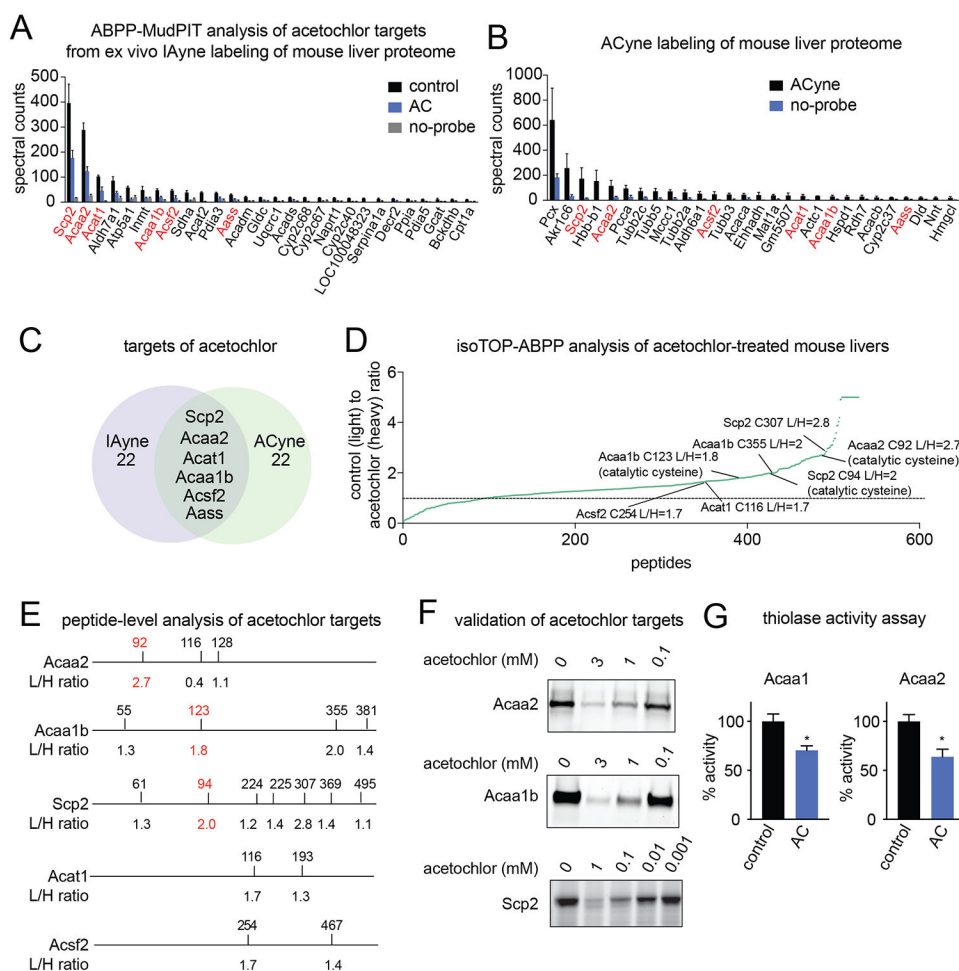 A
ABPP-MudPIT analysis of acetochlor targets
from ex vivo IAyne labeling of mouse liver proteome
spectral counts
500
400
300
200
100
0
control
AC
no-probe
Scp2
Acaa2
Acat1
Aldh7a1
Atp5a1
Inmt
Acaa1b
Acsf2
Sdha
Acat2
Pdia3
Aass
Acadm
Gldc
Uqcrc1
Acads
Cyp2c68
Cyp2c67
Naprt1
Cyp2c40
LOC100048323
Serpina1a
Decr2
Ppia
Pdia5
Gcat
Bckdhb
Cpt1a
B
ACyne labeling of mouse liver proteome
spectral counts
1000
800
600
400
200
0
ACyne
no-probe
Pcx
Akr1c6
Scp2
Hbb-b1
Acaa2
Pcca
Tubb2c
Tubb5
Mccc1
Tubb2a
Aldh6a1
Acsf2
Tubb3
Acaca
Ehhadh
Mat1a
Gm5507
Acat1
Actc1
Acaa1b
Hspd1
Rdh7
Acacb
Cyp2c37
Aass
Dld
Nnt
Hmgcl
C
targets of acetochlor
IAyne
22
Scp2
Acaa2
Acat1
Acaa1b
Acsf2
Aass
ACyne
22
D
isoTOP-ABPP analysis of acetochlor-treated mouse livers
control (light) to
acetochlor (heavy) ratio
6
4
2
0
0
200
400
600
peptides
Scp2 C307 L/H=2.8
Acaa1b C355 L/H=2
Acaa1b C123 L/H=1.8
(catalytic cysteine)
Acaa2 C92 L/H=2.7
(catalytic cysteine)
Scp2 C94 L/H=2
(catalytic cysteine)
Acsf2 C254 L/H=1.7
Acat1 C116 L/H=1.7
E
peptide-level analysis of acetochlor targets
92 116 128
Acaa2
L/H ratio 2.7 0.4 1.1
55 123 355 381
Acaa1b
L/H ratio 1.3 1.8 2.0 1.4
61 94 224 225 307 369 495
Scp2
L/H ratio 1.3 2.0 1.2 1.4 2.8 1.4 1.1
116 193
Acat1
L/H ratio 1.7 1.3
254 467
Acsf2
L/H ratio 1.7 1.4
F
validation of acetochlor targets
acetochlor (mM) 0 3 1 0.1
Acaa2
acetochlor (mM) 0 3 1 0.1
Acaa1b
acetochlor (mM) 0 1 0.1 0.01 0.001
Scp2
G
thiolase activity assay
Acaa1
% activity
100
50
0
*
control
AC
Acaa2
% activity
100
50
0
*
control
AC